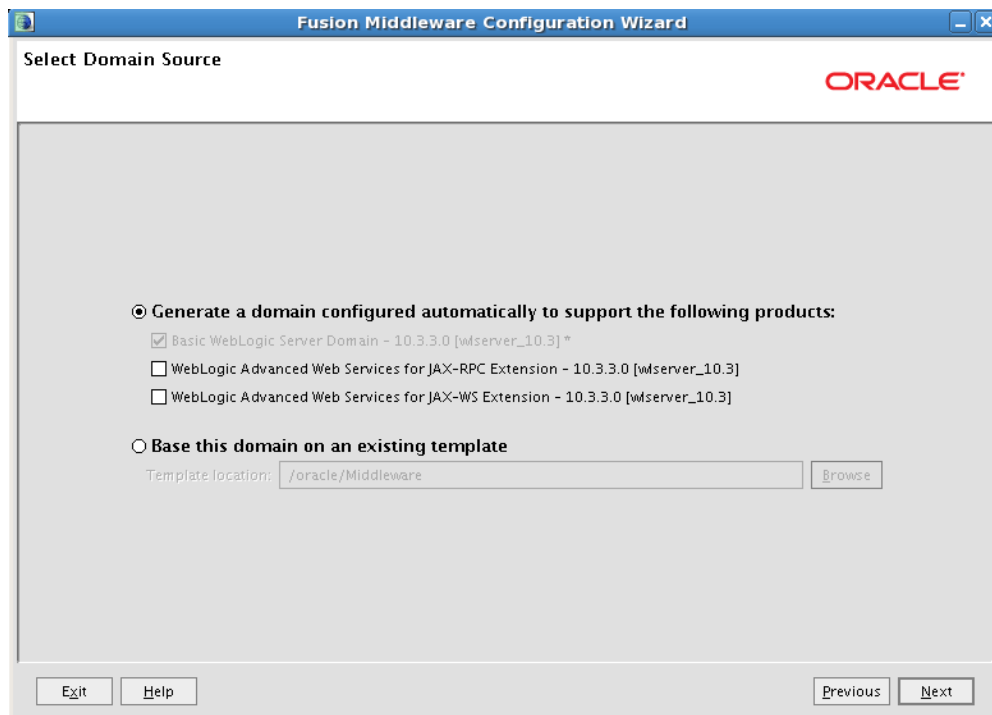 Fusion Middleware Configuration Wizard
Select Domain Source
ORACLE
Generate a domain configured automatically to support the following products:
Basic WebLogic Server Domain - 10.3.3.0 [wlserver_10.3] *
WebLogic Advanced Web Services for JAX-RPC Extension - 10.3.3.0 [wlserver_10.3]
WebLogic Advanced Web Services for JAX-WS Extension - 10.3.3.0 [wlserver_10.3]
Base this domain on an existing template
Template location: /oracle/Middleware Browse
Exit Help Previous Next